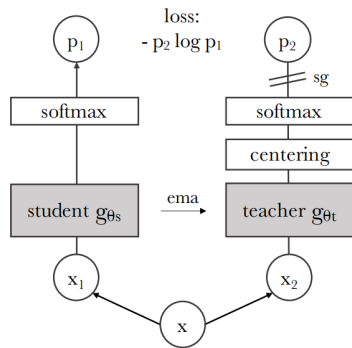 loss:
p₁
- p₂ log p₁
p₂
sg
softmax
softmax
centering
student gθs
ema
teacher gθt
x₁
x₂
x